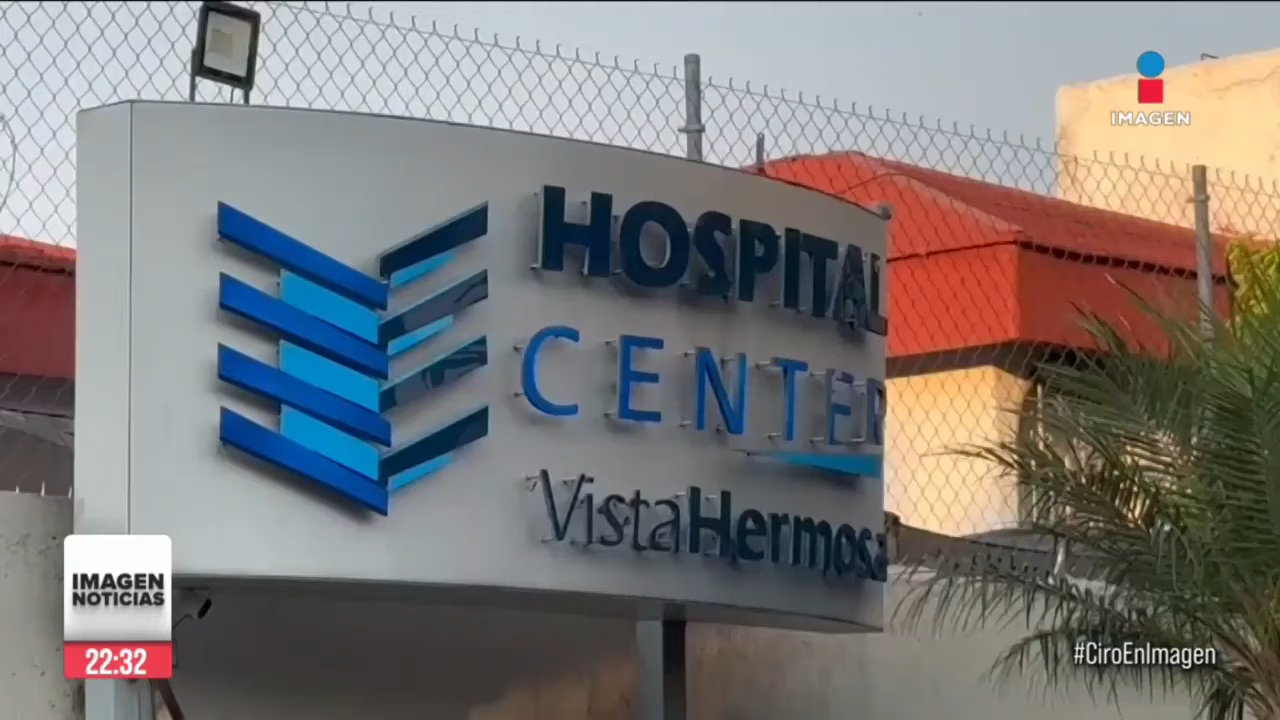 IMAGEN
HOSPITAL
CENTER
VistaHermosa
IMAGEN
NOTICIAS
22:32
#CiroEnImagen